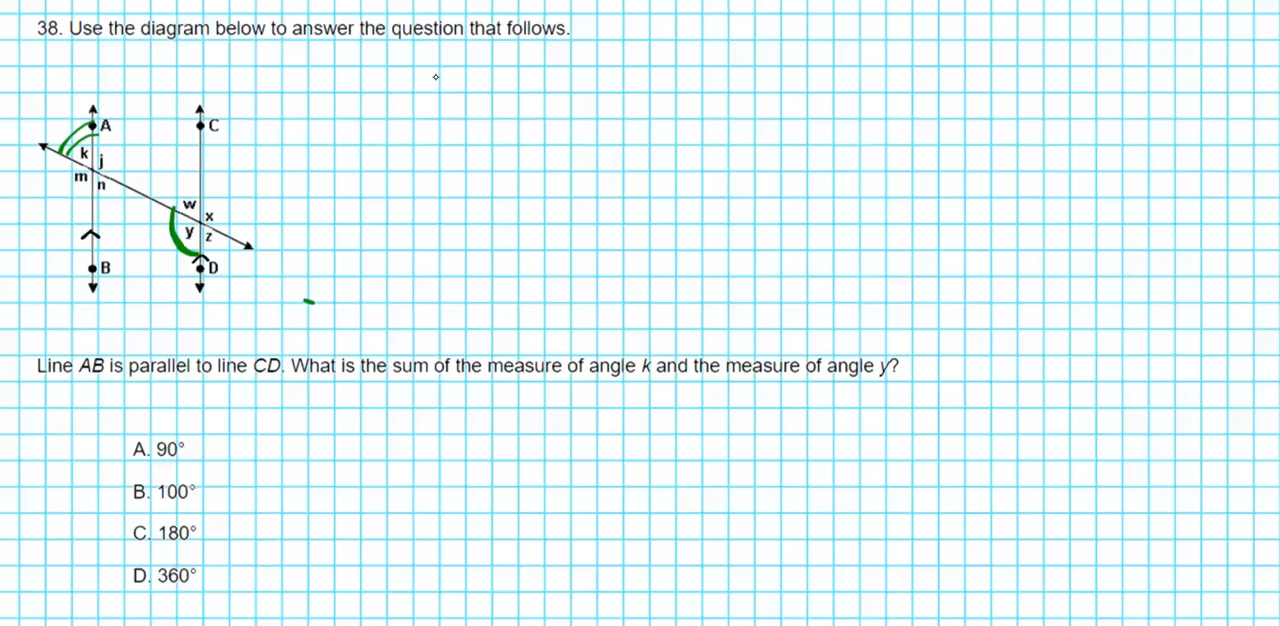 38. Use the diagram below to answer the question that follows.
A C
k j
m n
w x
y z
B D
Line AB is parallel to line CD. What is the sum of the measure of angle k and the measure of angle y?
A. 90°
B. 100°
C. 180°
D. 360°